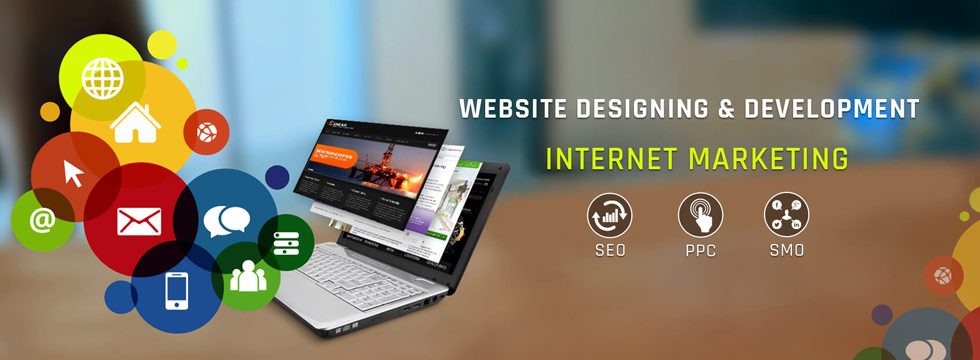 WEBSITE DESIGNING & DEVELOPMENT
INTERNET MARKETING
SEO
PPC
SMO
@